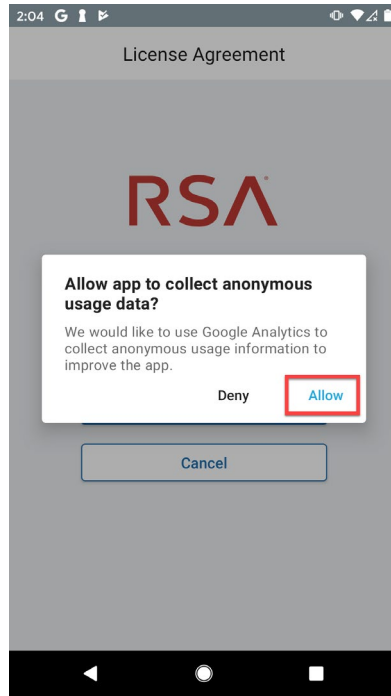 2:04 G
License Agreement
RSA
Allow app to collect anonymous
usage data?
We would like to use Google Analytics to
collect anonymous usage information to
improve the app.
Deny Allow
Cancel